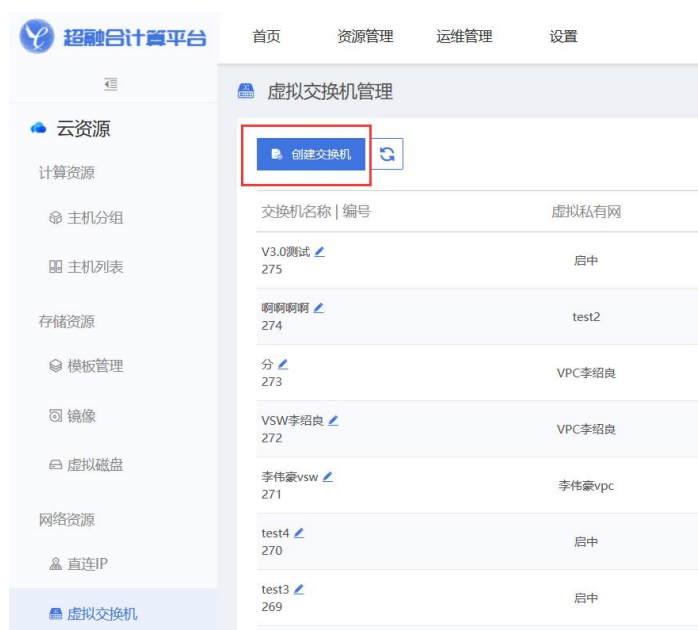 超融合计算平台
首页 资源管理 运维管理 设置
云资源
计算资源
主机分组
主机列表
存储资源
模板管理
镜像
虚拟磁盘
网络资源
直连IP
虚拟交换机
虚拟交换机管理
创建交换机
交换机名称 | 编号 虚拟私有网
V3.0测试
275
启中
啊啊啊啊
274
test2
分
273
VPC李绍良
VSW李绍良
272
VPC李绍良
李伟豪vsw
271
李伟豪vpc
test4
270
启中
test3
269
启中